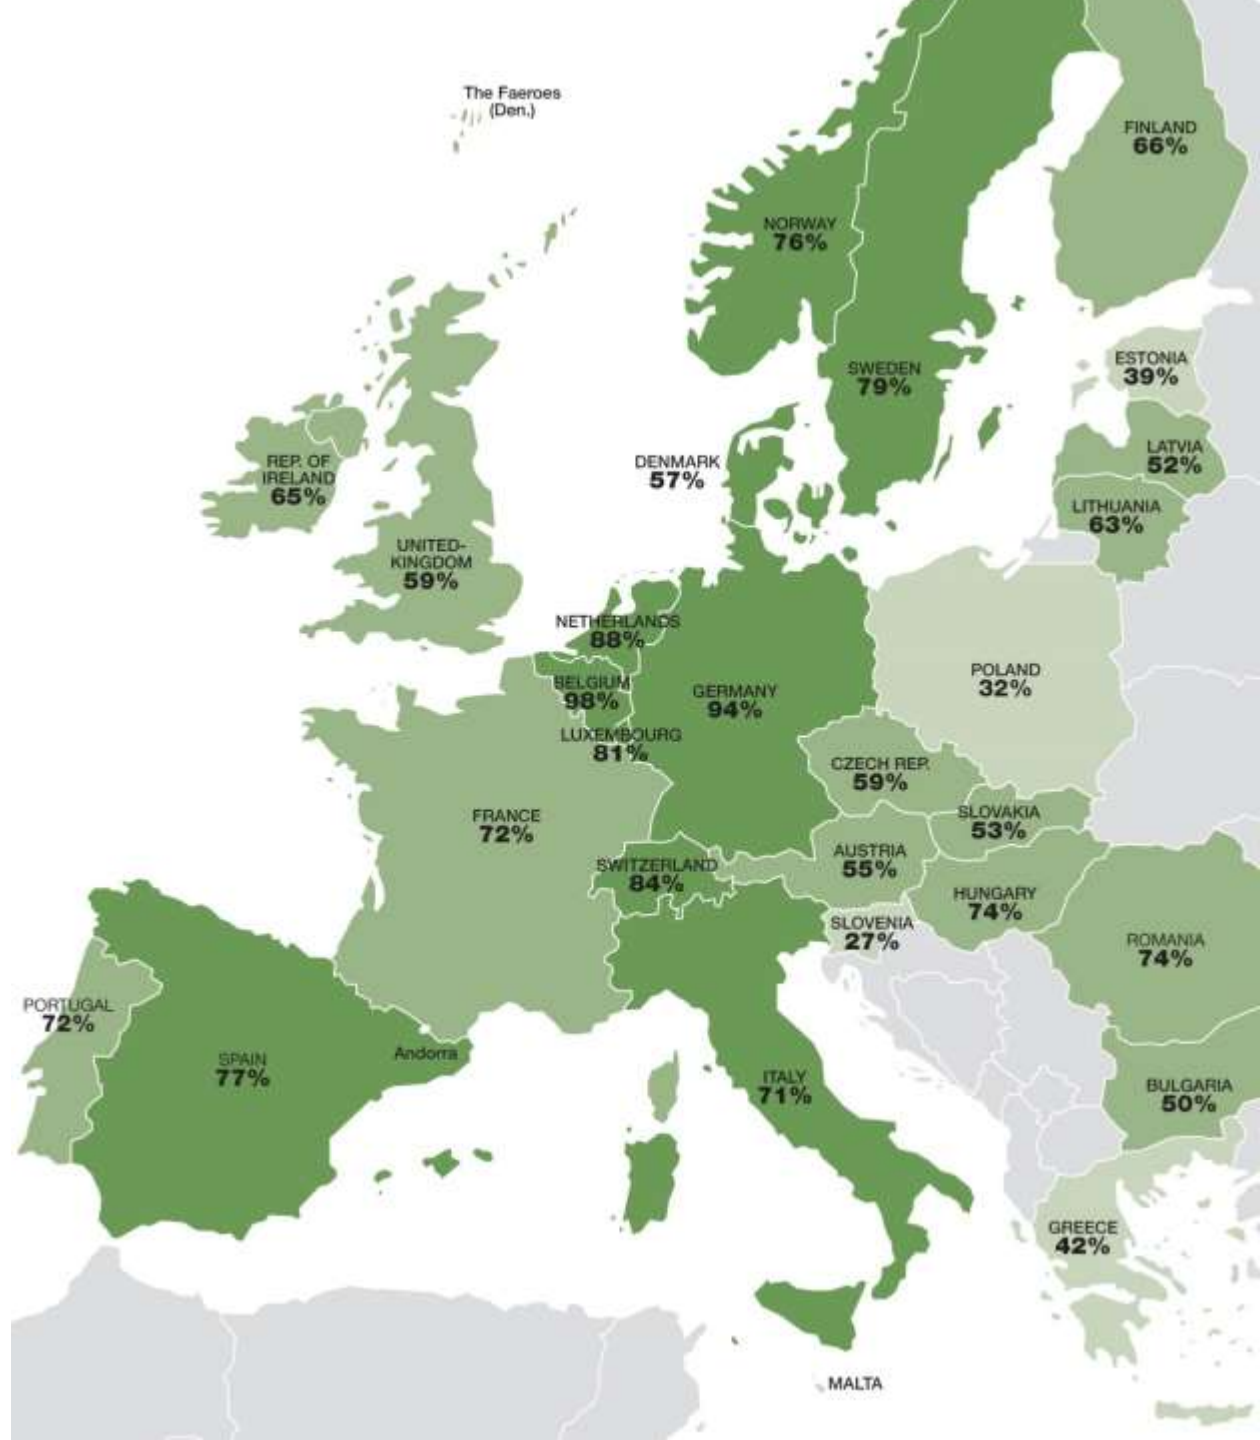 The Faeroes
(Den.)
FINLAND
66%
NORWAY
76%
ESTONIA
39%
SWEDEN
79%
LATVIA
52%
DENMARK
57%
REP. OF
IRELAND
65%
LITHUANIA
63%
UNITED-
KINGDOM
59%
NETHERLANDS
88%
POLAND
32%
BELGIUM
98%
GERMANY
94%
LUXEMBOURG
81%
CZECH REP.
59%
FRANCE
72%
SLOVAKIA
53%
AUSTRIA
55%
SWITZERLAND
84%
HUNGARY
74%
SLOVENIA
27%
ROMANIA
74%
PORTUGAL
72%
Andorra
SPAIN
77%
ITALY
71%
BULGARIA
50%
GREECE
42%
MALTA